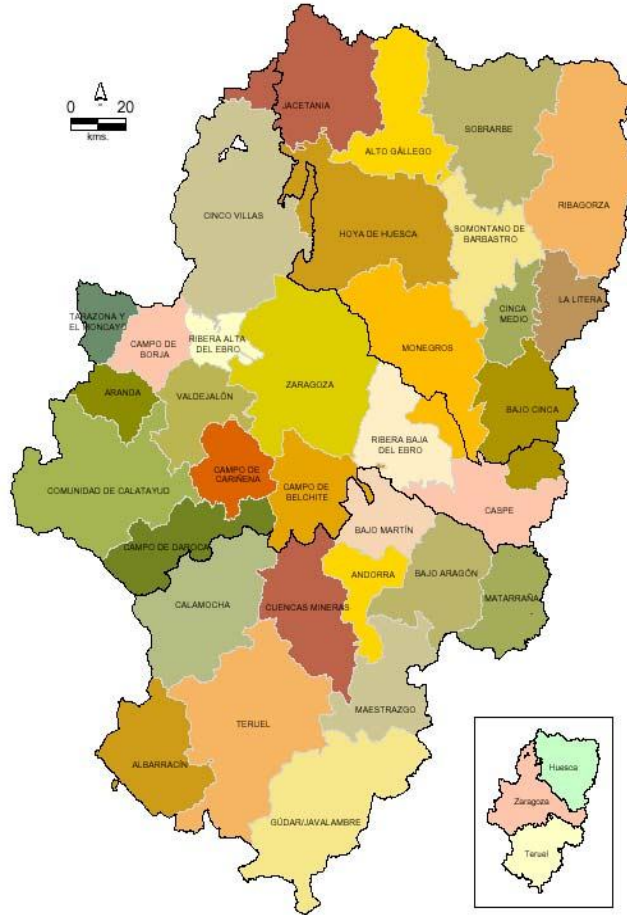 0 20
kms.
JACETANIA
ALTO GÁLLEGO
SOBRARBE
RIBAGORZA
CINCO VILLAS
HOYA DE HUESCA
SOMONTANO DE
BARBASTRO
TARAZONA Y
EL MONCAYO
CAMPO DE
BORJA
RIBERA ALTA
DEL EBRO
ZARAGOZA
MONEGROS
CINCA
MEDIO
LA LITERA
ARANDA
VALDEJALÓN
BAJO CINCA
RIBERA BAJA
DEL EBRO
COMUNIDAD DE CALATAYUD
CAMPO DE
CARIÑENA
CAMPO DE
BELCHITE
CASPE
CAMPO DE DAROCA
BAJO MARTÍN
CALAMOCHA
CUENCAS MINERAS
ANDORRA
BAJO ARAGÓN
MATARRAÑA
TERUEL
MAESTRAZGO
ALBARRACÍN
GÚDAR/JAVALAMBRE
Huesca
Zaragoza
Teruel